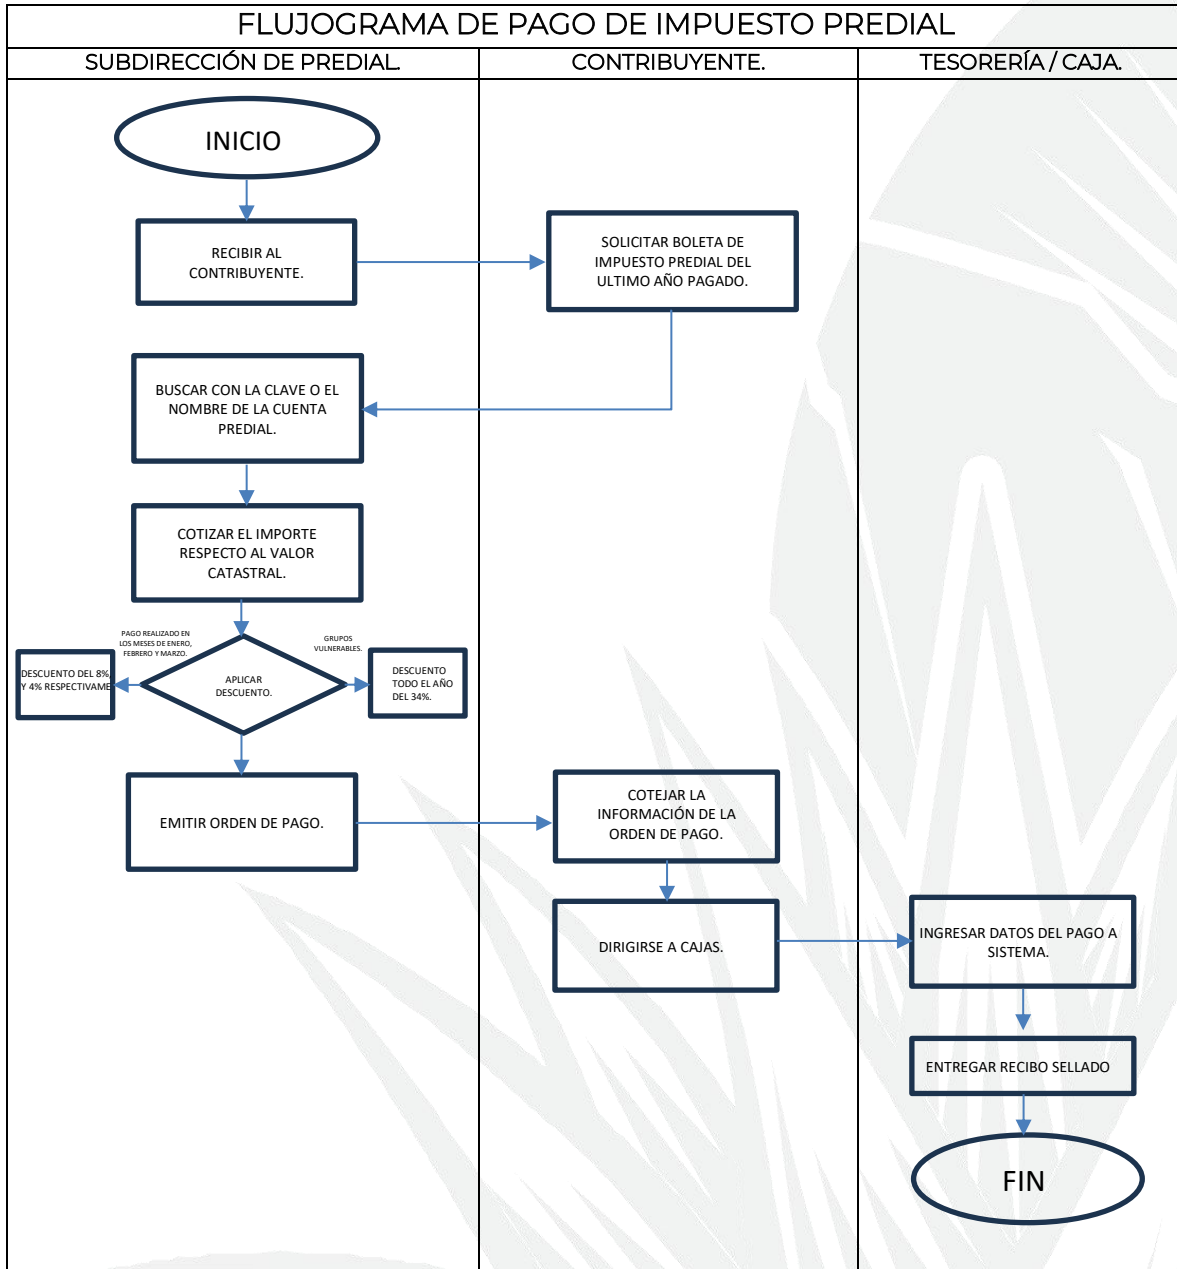 FLUJOGRAMA DE PAGO DE IMPUESTO PREDIAL
SUBDIRECCIÓN DE PREDIAL.
CONTRIBUYENTE.
TESORERÍA / CAJA.
INICIO
RECIBIR AL
CONTRIBUYENTE.
SOLICITAR BOLETA DE
IMPUESTO PREDIAL DEL
ULTIMO AÑO PAGADO.
BUSCAR CON LA CLAVE O EL
NOMBRE DE LA CUENTA
PREDIAL.
COTIZAR EL IMPORTE
RESPECTO AL VALOR
CATASTRAL.
PAGO REALIZADO EN
LOS MESES DE ENERO,
FEBRERO Y MARZO.
GRUPOS
VULNERABLES.
DESCUENTO DEL 8%,
Y 4% RESPECTIVAME
APLICAR
DESCUENTO.
DESCUENTO
TODO EL AÑO
DEL 34%.
EMITIR ORDEN DE PAGO.
COTEJAR LA
INFORMACIÓN DE LA
ORDEN DE PAGO.
DIRIGIRSE A CAJAS.
INGRESAR DATOS DEL PAGO A
SISTEMA.
ENTREGAR RECIBO SELLADO
FIN